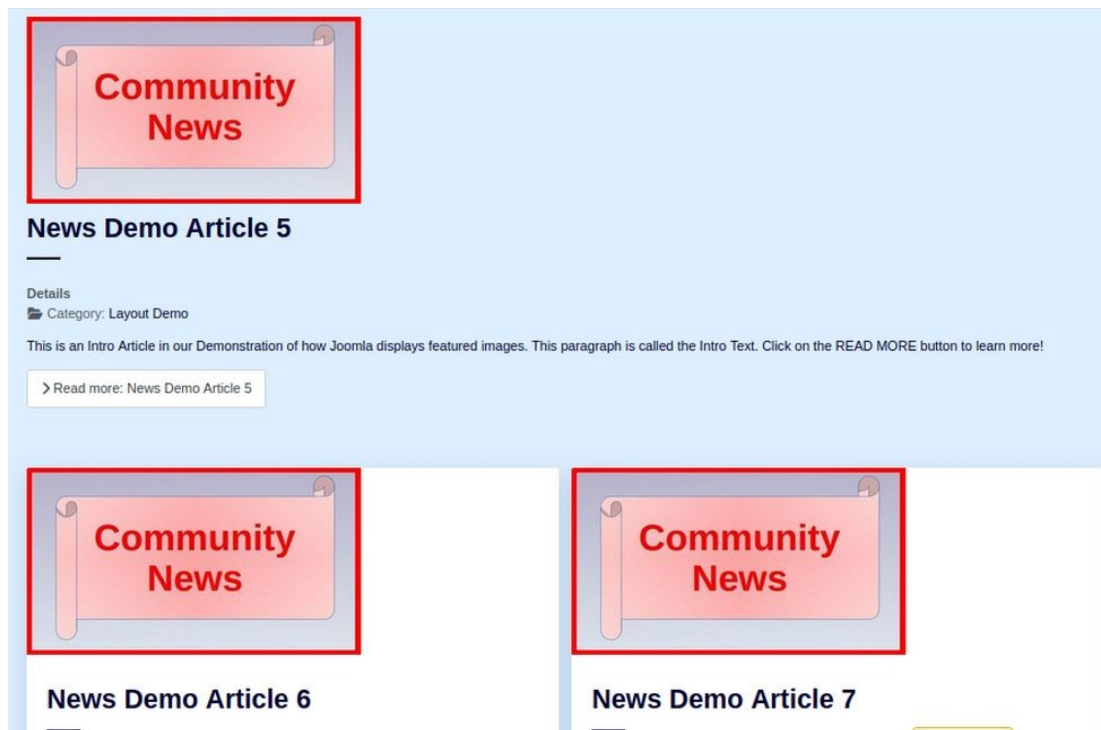 Community
News
News Demo Article 5
Details
Category: Layout Demo
This is an Intro Article in our Demonstration of how Joomla displays featured images. This paragraph is called the Intro Text. Click on the READ MORE button to learn more!
Read more: News Demo Article 5
Community
News
News Demo Article 6
Community
News
News Demo Article 7